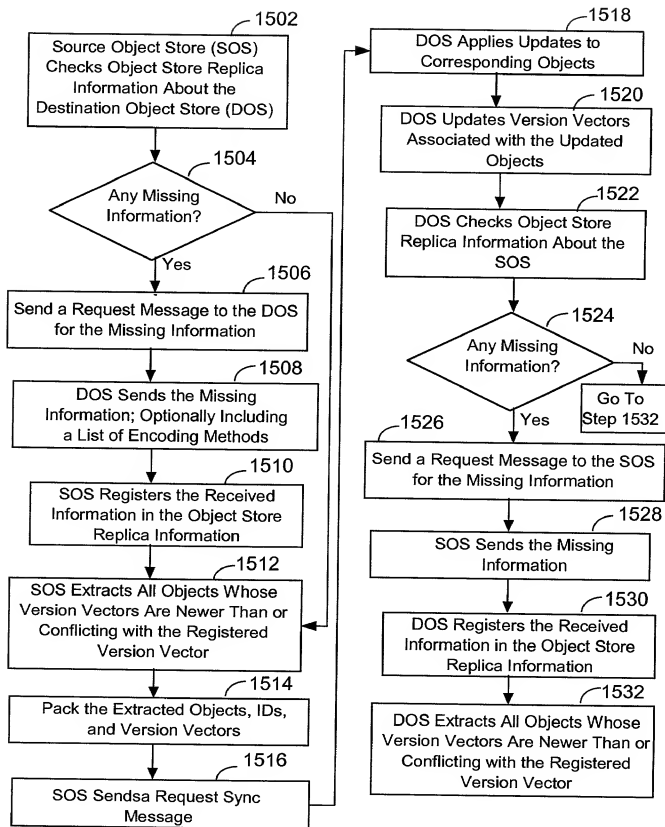 1502
Source Object Store (SOS)
Checks Object Store Replica
Information About the
Destination Object Store (DOS)
1504
Any Missing
Information?
No
Yes
1506
Send a Request Message to the DOS
for the Missing Information
1508
DOS Sends the Missing
Information; Optionally Including
a List of Encoding Methods
1510
SOS Registers the Received
Information in the Object Store
Replica Information
1512
SOS Extracts All Objects Whose
Version Vectors Are Newer Than or
Conflicting with the Registered
Version Vector
1514
Pack the Extracted Objects, IDs,
and Version Vectors
1516
SOS Sendsa Request Sync
Message
1518
DOS Applies Updates to
Corresponding Objects
1520
DOS Updates Version Vectors
Associated with the Updated
Objects
1522
DOS Checks Object Store
Replica Information About the
SOS
1524
Any Missing
Information?
No
Go To
Step 1532
Yes
1526
Send a Request Message to the SOS
for the Missing Information
1528
SOS Sends the Missing
Information
1530
DOS Registers the Received
Information in the Object Store
Replica Information
1532
DOS Extracts All Objects Whose
Version Vectors Are Newer Than or
Conflicting with the Registered
Version Vector